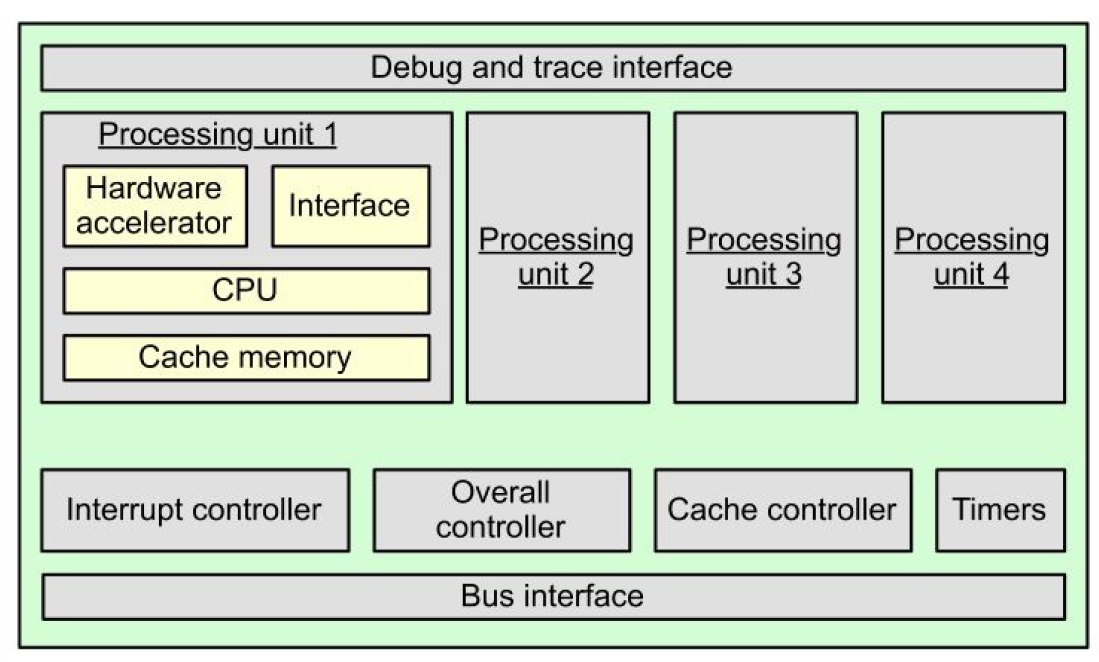 Debug and trace interface
Processing unit 1
Hardware
accelerator
Interface
CPU
Cache memory
Processing
unit 2
Processing
unit 3
Processing
unit 4
Interrupt controller
Overall
controller
Cache controller
Timers
Bus interface